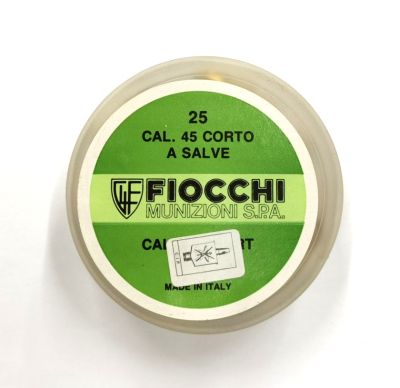 25
CAL. 45 CORTO
A SALVE
FIOCCHI
MUNIZIONI S.P.A.
CAL
MADE IN ITALY